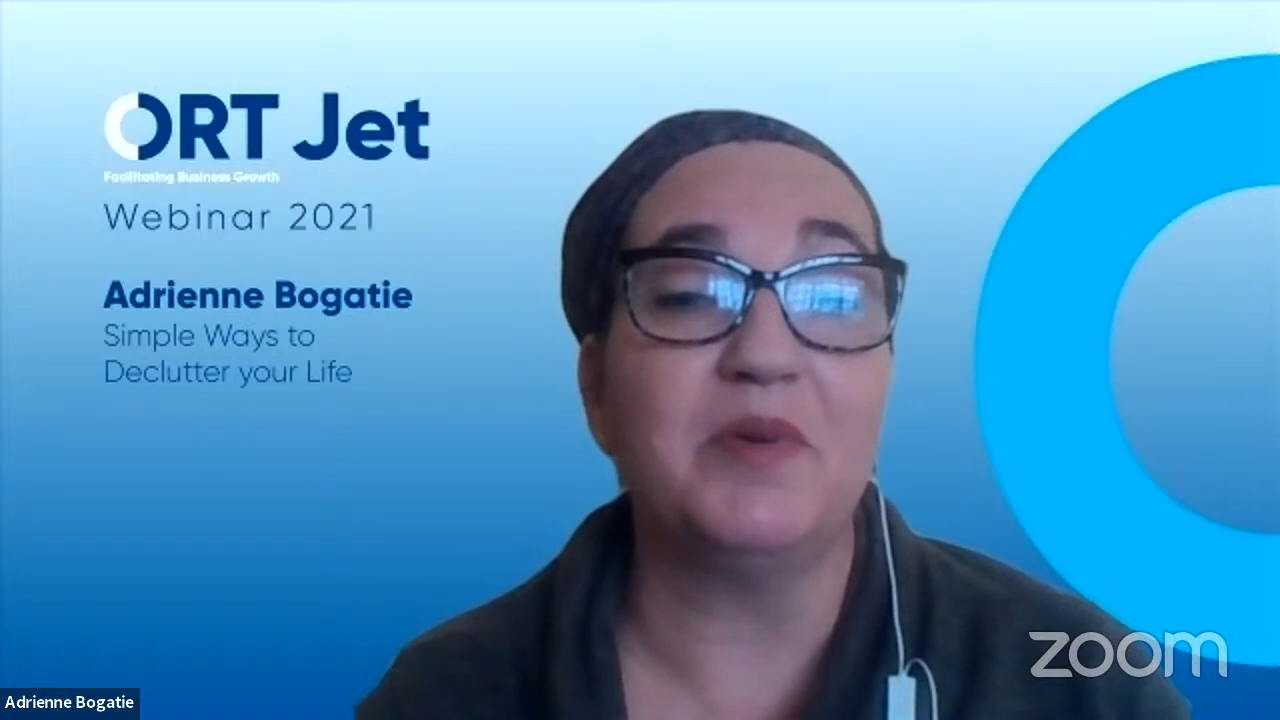 ORT Jet
Facilitating Business Growth
Webinar 2021
Adrienne Bogatie
Simple Ways to
Declutter your Life
zoom
Adrienne Bogatie